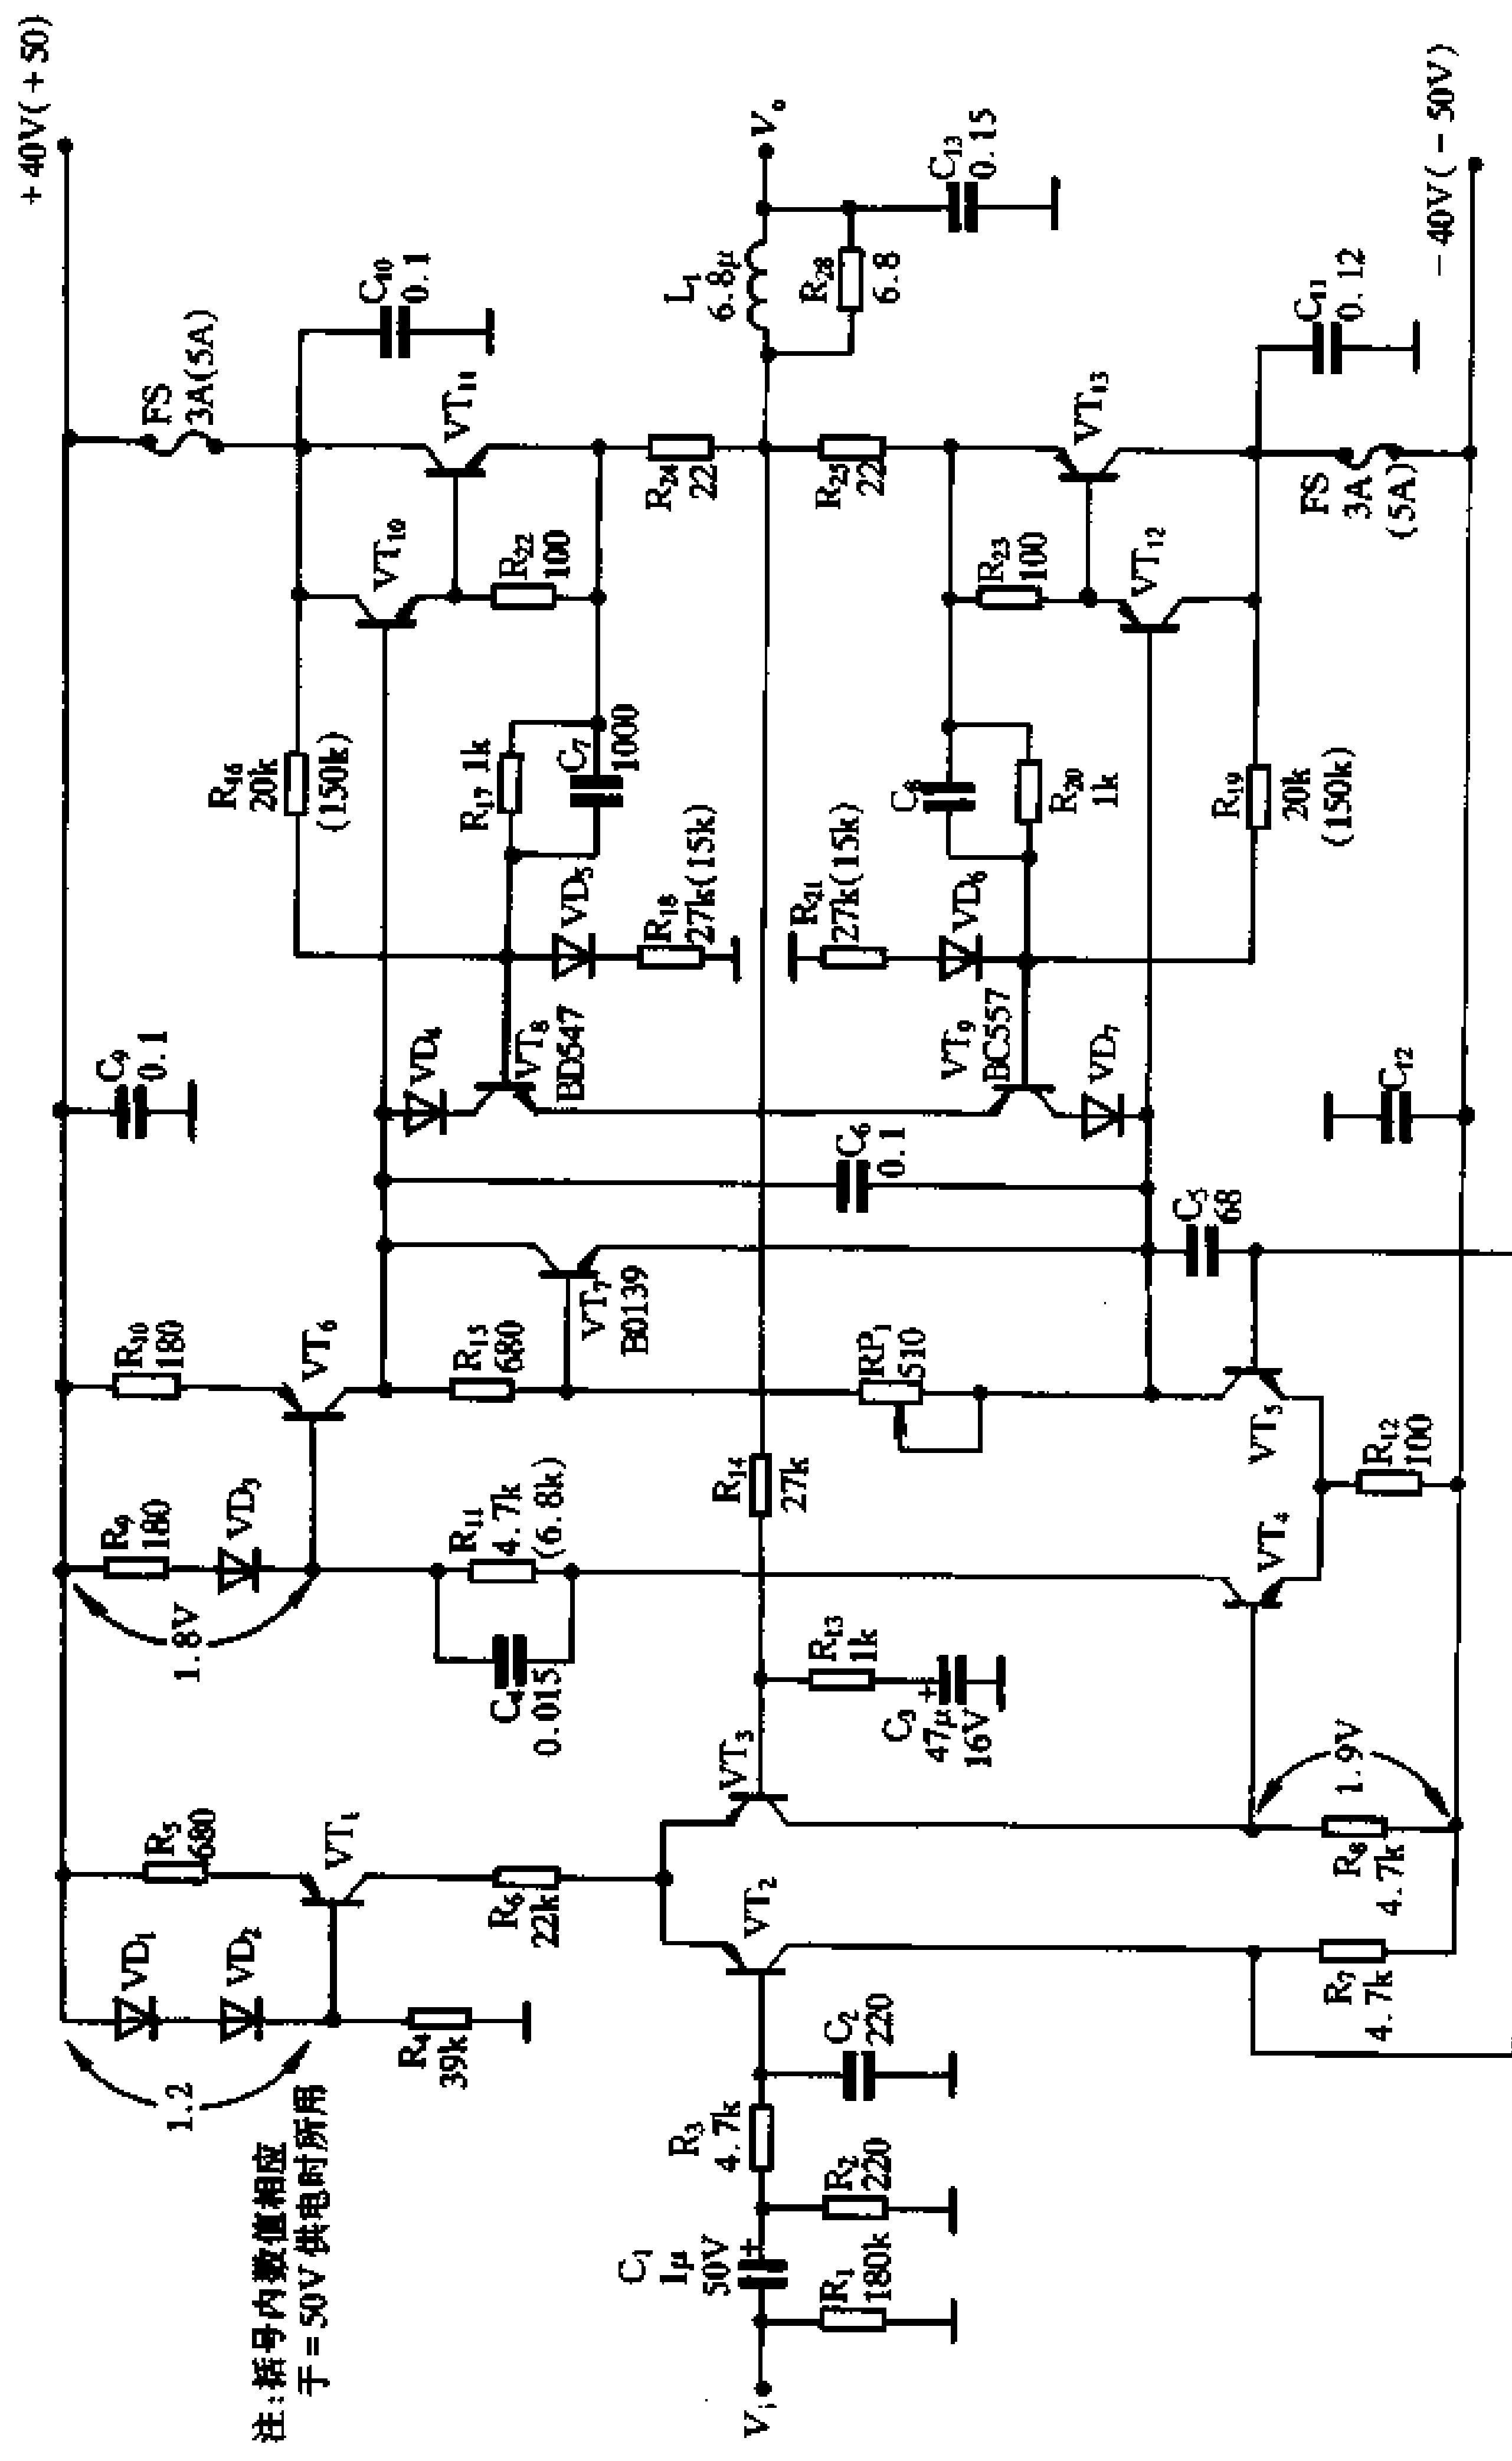 +40V(+50)
C₉
0.1
FS
3A(5A)
C₁₀
0.1
R₅
680
R₉
180
R₁₀
180
VD₁
VD₂
VT₁
1.2
1.8V
VD₃
VT₆
R₁₆
20k
(150k)
VT₁₀
VT₁₁
注:括号内数值相应
于=50V供电时所用
R₄
39k
R₆
22k
C₄
0.015
R₁₁
4.7k
(6.8k)
R₁₅
680
VD₄
VT₈
BD547
R₁₇ 1k
C₇
1000
VD₅
R₁₈
27k(15k)
R₂₂
100
R₂₄
22
VT₇
B0139
L₁
6.8μ
Vₒ
Vᵢ
C₁
1μ
50V
R₃
4.7k
VT₂
VT₃
R₁₄
27k
R₁
180k
R₂
220
C₂
220
R₁₃
1k
C₃
47μ
16V
RP₁
510
C₆
0.1
R₂₁
27k(15k)
VD₆
VT₉
BC557
VD₇
C₈
R₂₀
1k
R₂₃
100
R₂₅
22
R₂₈
6.8
C₁₃
0.15
VT₁₂
VT₁₃
R₁₉
20k
(150k)
C₅
68
VT₄
VT₅
R₇
4.7k
R₈
4.7k
1.9V
R₁₂
100
C₁₂
FS
3A
(5A)
C₁₁
0.12
-40V(-50V)